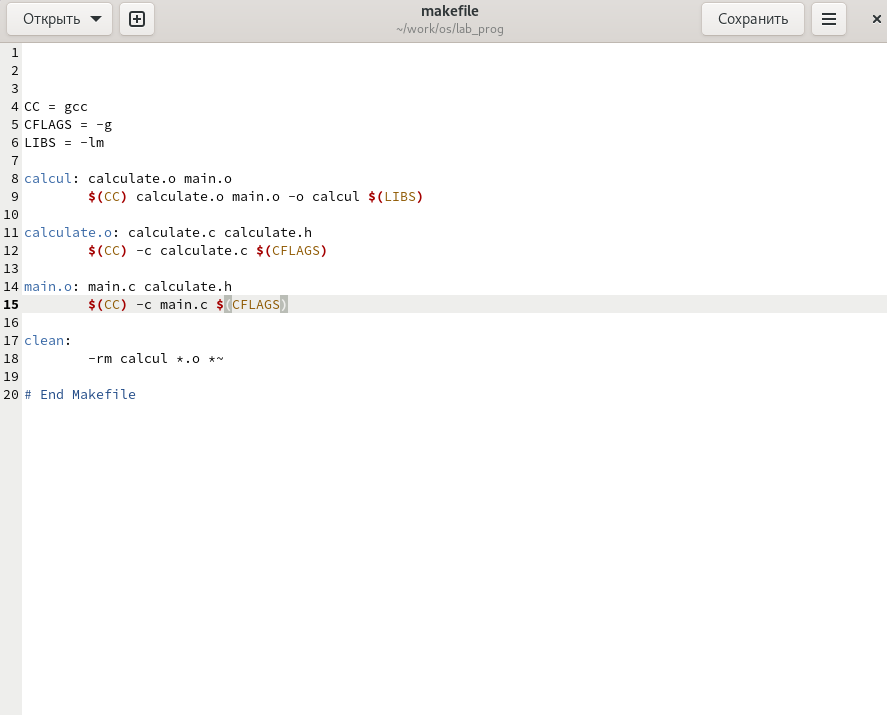 Открыть
makefile
~/work/os/lab_prog
Сохранить
1
2
3
4 CC = gcc
5 CFLAGS = -g
6 LIBS = -lm
7
8 calcul: calculate.o main.o
9 $(CC) calculate.o main.o -o calcul $(LIBS)
10
11 calculate.o: calculate.c calculate.h
12 $(CC) -c calculate.c $(CFLAGS)
13
14 main.o: main.c calculate.h
15 $(CC) -c main.c $(CFLAGS)
16
17 clean:
18 -rm calcul *.o *~
19
20 # End Makefile